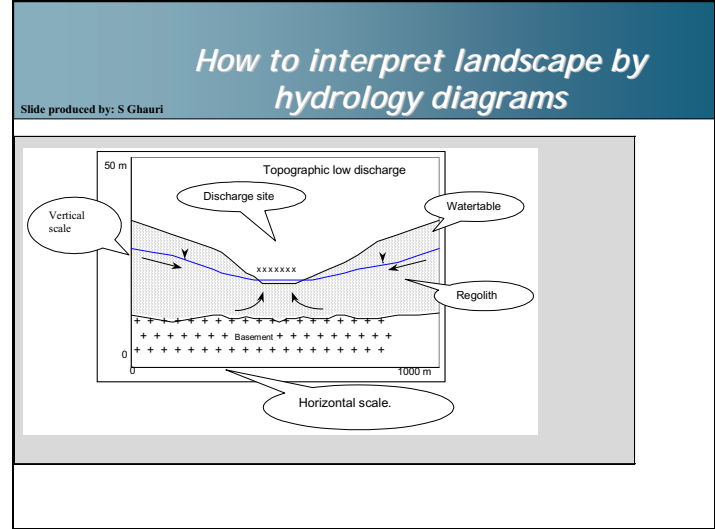 How to interpret landscape by
hydrology diagrams
Slide produced by: S Ghauri
50 m
Topographic low discharge
Discharge site
Vertical
scale
Watertable
xxxxxxx
Regolith
Basement
0
0
1000 m
Horizontal scale.